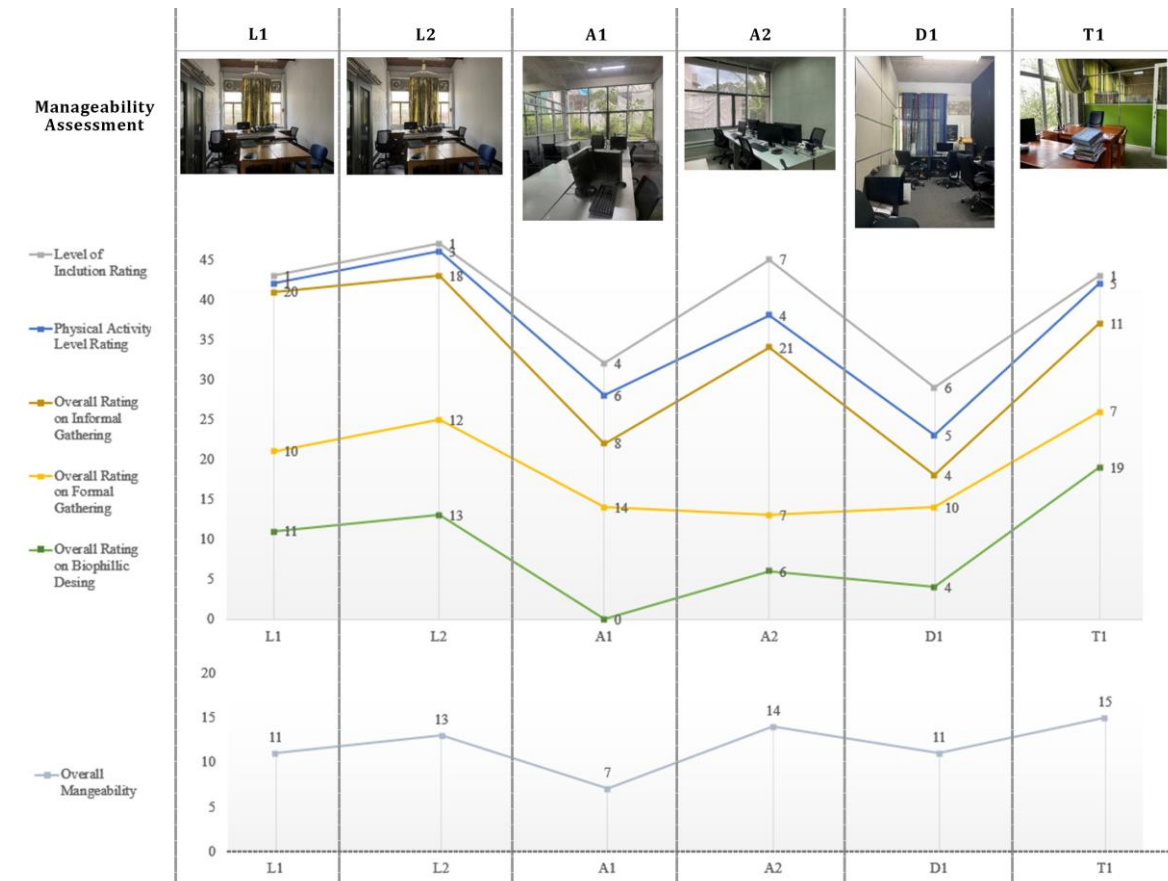 L1 L2 A1 A2 D1 T1
Manageability
Assessment
Level of
Inclution Rating
Physical Activity
Level Rating
Overall Rating
on Informal
Gathering
Overall Rating
on Formal
Gathering
Overall Rating
on Biophillic
Desing
45
40
35
30
25
20
15
10
5
0
1 1 4 7 6 1
1 3 6 4 5 5
20 18 8 21 4 11
10 12 14 7 10 7
11 13 0 6 4 19
L1 L2 A1 A2 D1 T1
Overall
Mangeability
20
15
10
5
0
11 13 7 14 11 15
L1 L2 A1 A2 D1 T1